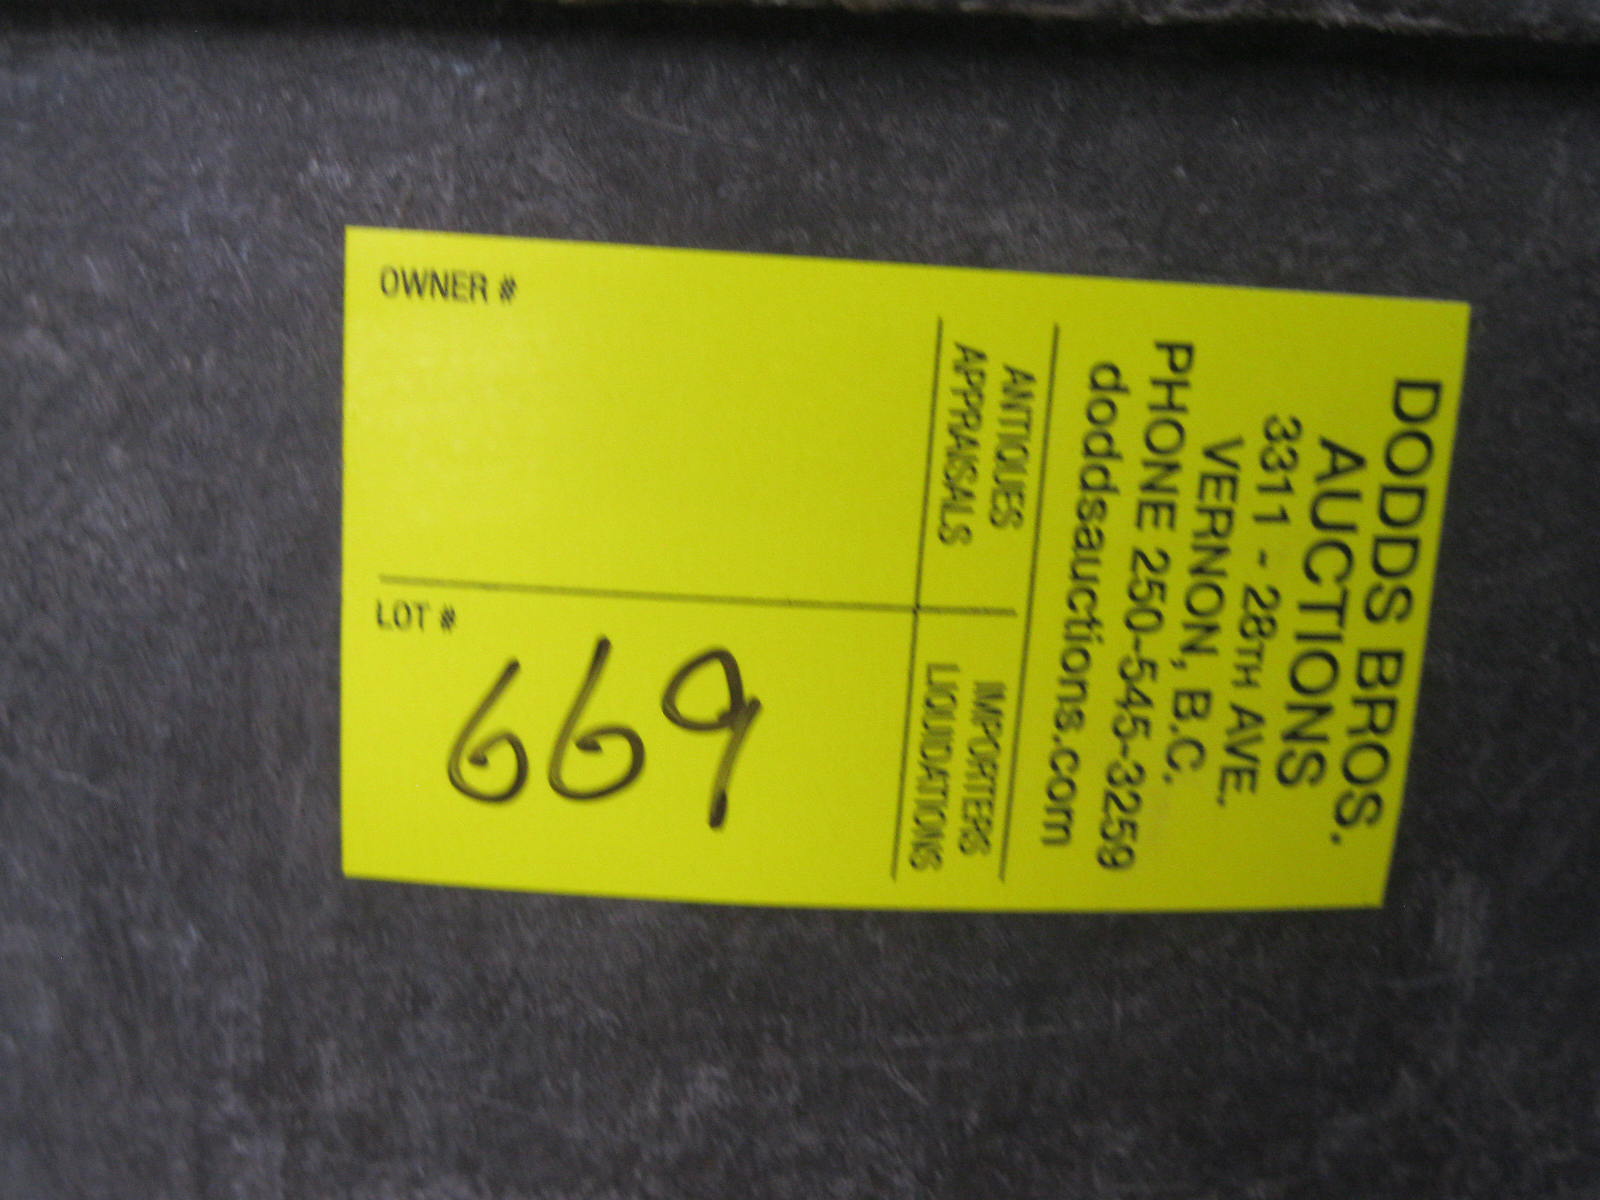 DODDS BROS.
AUCTIONS
3311 - 28TH AVE.
VERNON, B.C.
PHONE 250-545-3259
doddsauctions.com
ANTIQUES
APPRAISALS
IMPORTERS
LIQUIDATIONS
OWNER #
LOT #
669